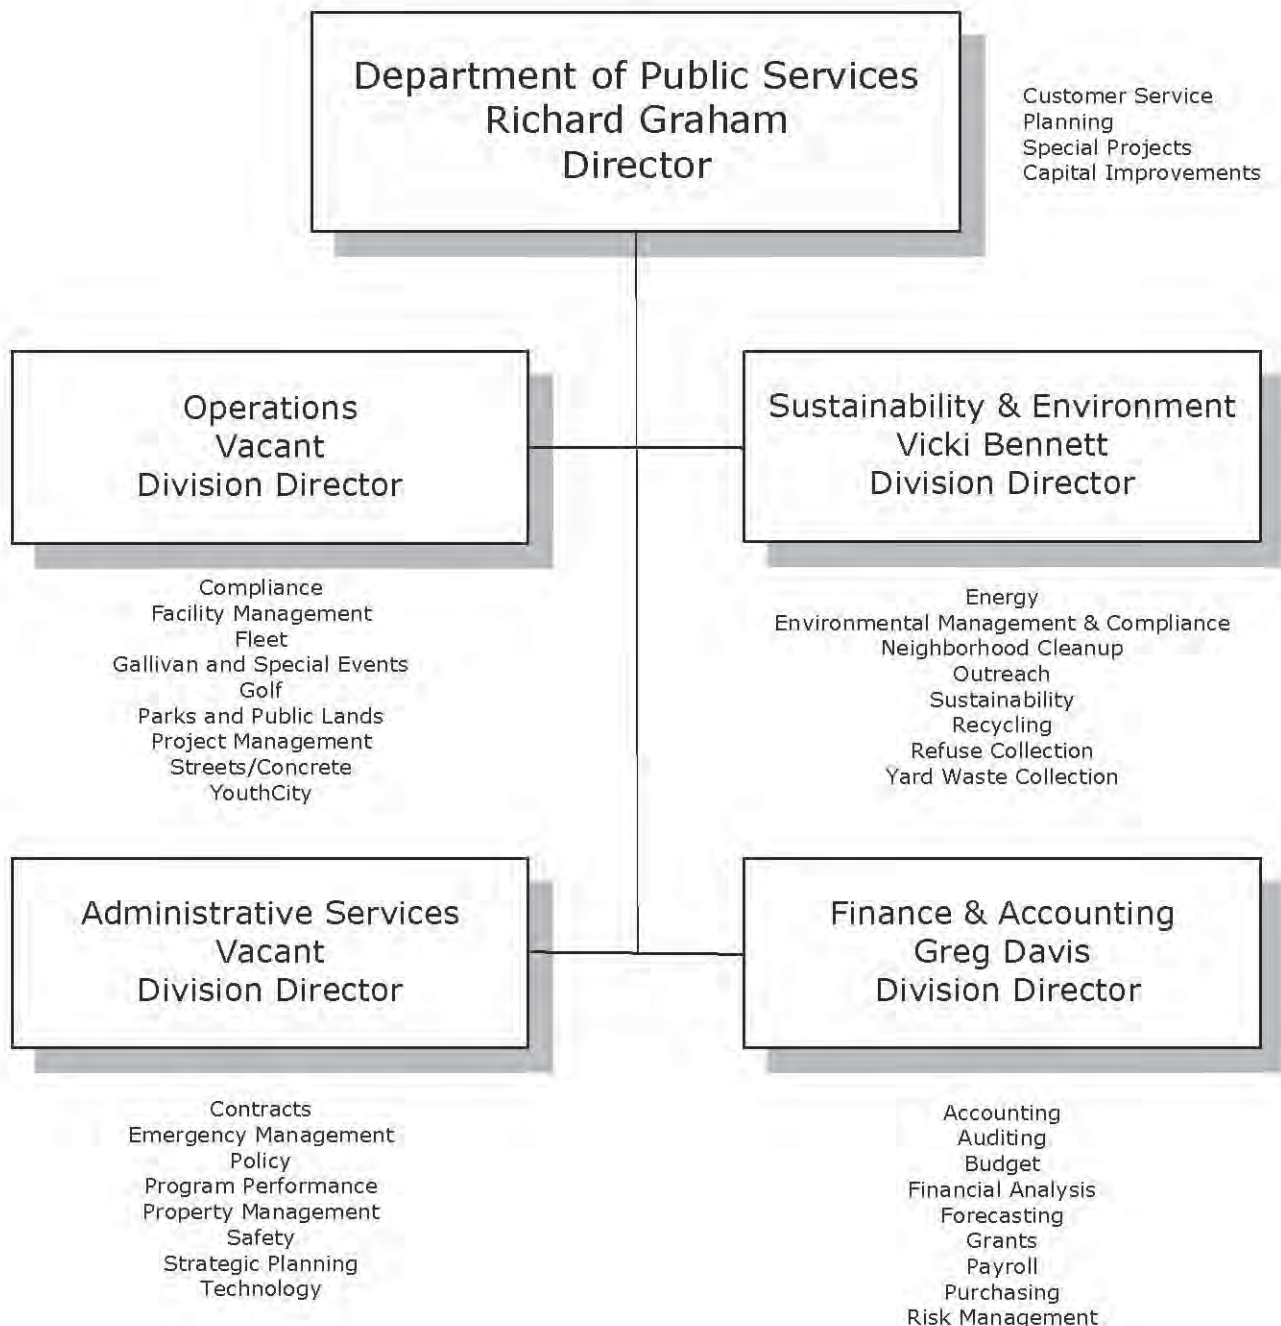 Department of Public Services
Richard Graham
Director
Customer Service
Planning
Special Projects
Capital Improvements
Operations
Vacant
Division Director
Sustainability & Environment
Vicki Bennett
Division Director
Compliance
Facility Management
Fleet
Gallivan and Special Events
Golf
Parks and Public Lands
Project Management
Streets/Concrete
YouthCity
Energy
Environmental Management & Compliance
Neighborhood Cleanup
Outreach
Sustainability
Recycling
Refuse Collection
Yard Waste Collection
Administrative Services
Vacant
Division Director
Finance & Accounting
Greg Davis
Division Director
Contracts
Emergency Management
Policy
Program Performance
Property Management
Safety
Strategic Planning
Technology
Accounting
Auditing
Budget
Financial Analysis
Forecasting
Grants
Payroll
Purchasing
Risk Management